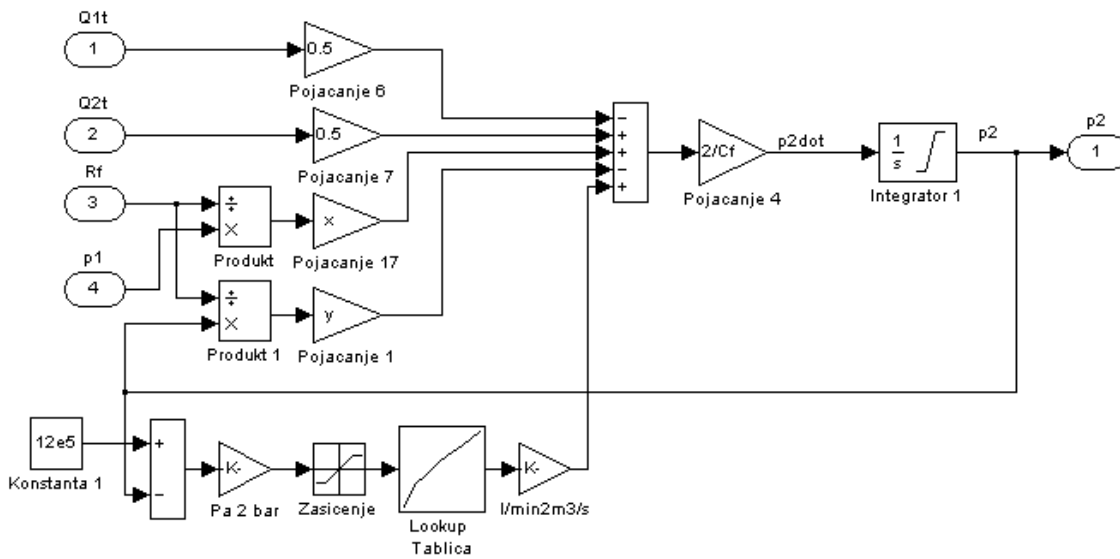 Q1t
1
0.5
Pojacanje 6
Q2t
2
0.5
Pojacanje 7
Rf
3
÷
×
Produkt
x
Pojacanje 17
p1
4
÷
×
Produkt 1
y
Pojacanje 1
−
+
+
−
+
2/Cf
Pojacanje 4
p2dot
1
s
Integrator 1
p2
p2
1
12e5
Konstanta 1
+
−
-K-
Pa 2 bar
Zasicenje
Lookup
Tablica
-K-
l/min2m3/s